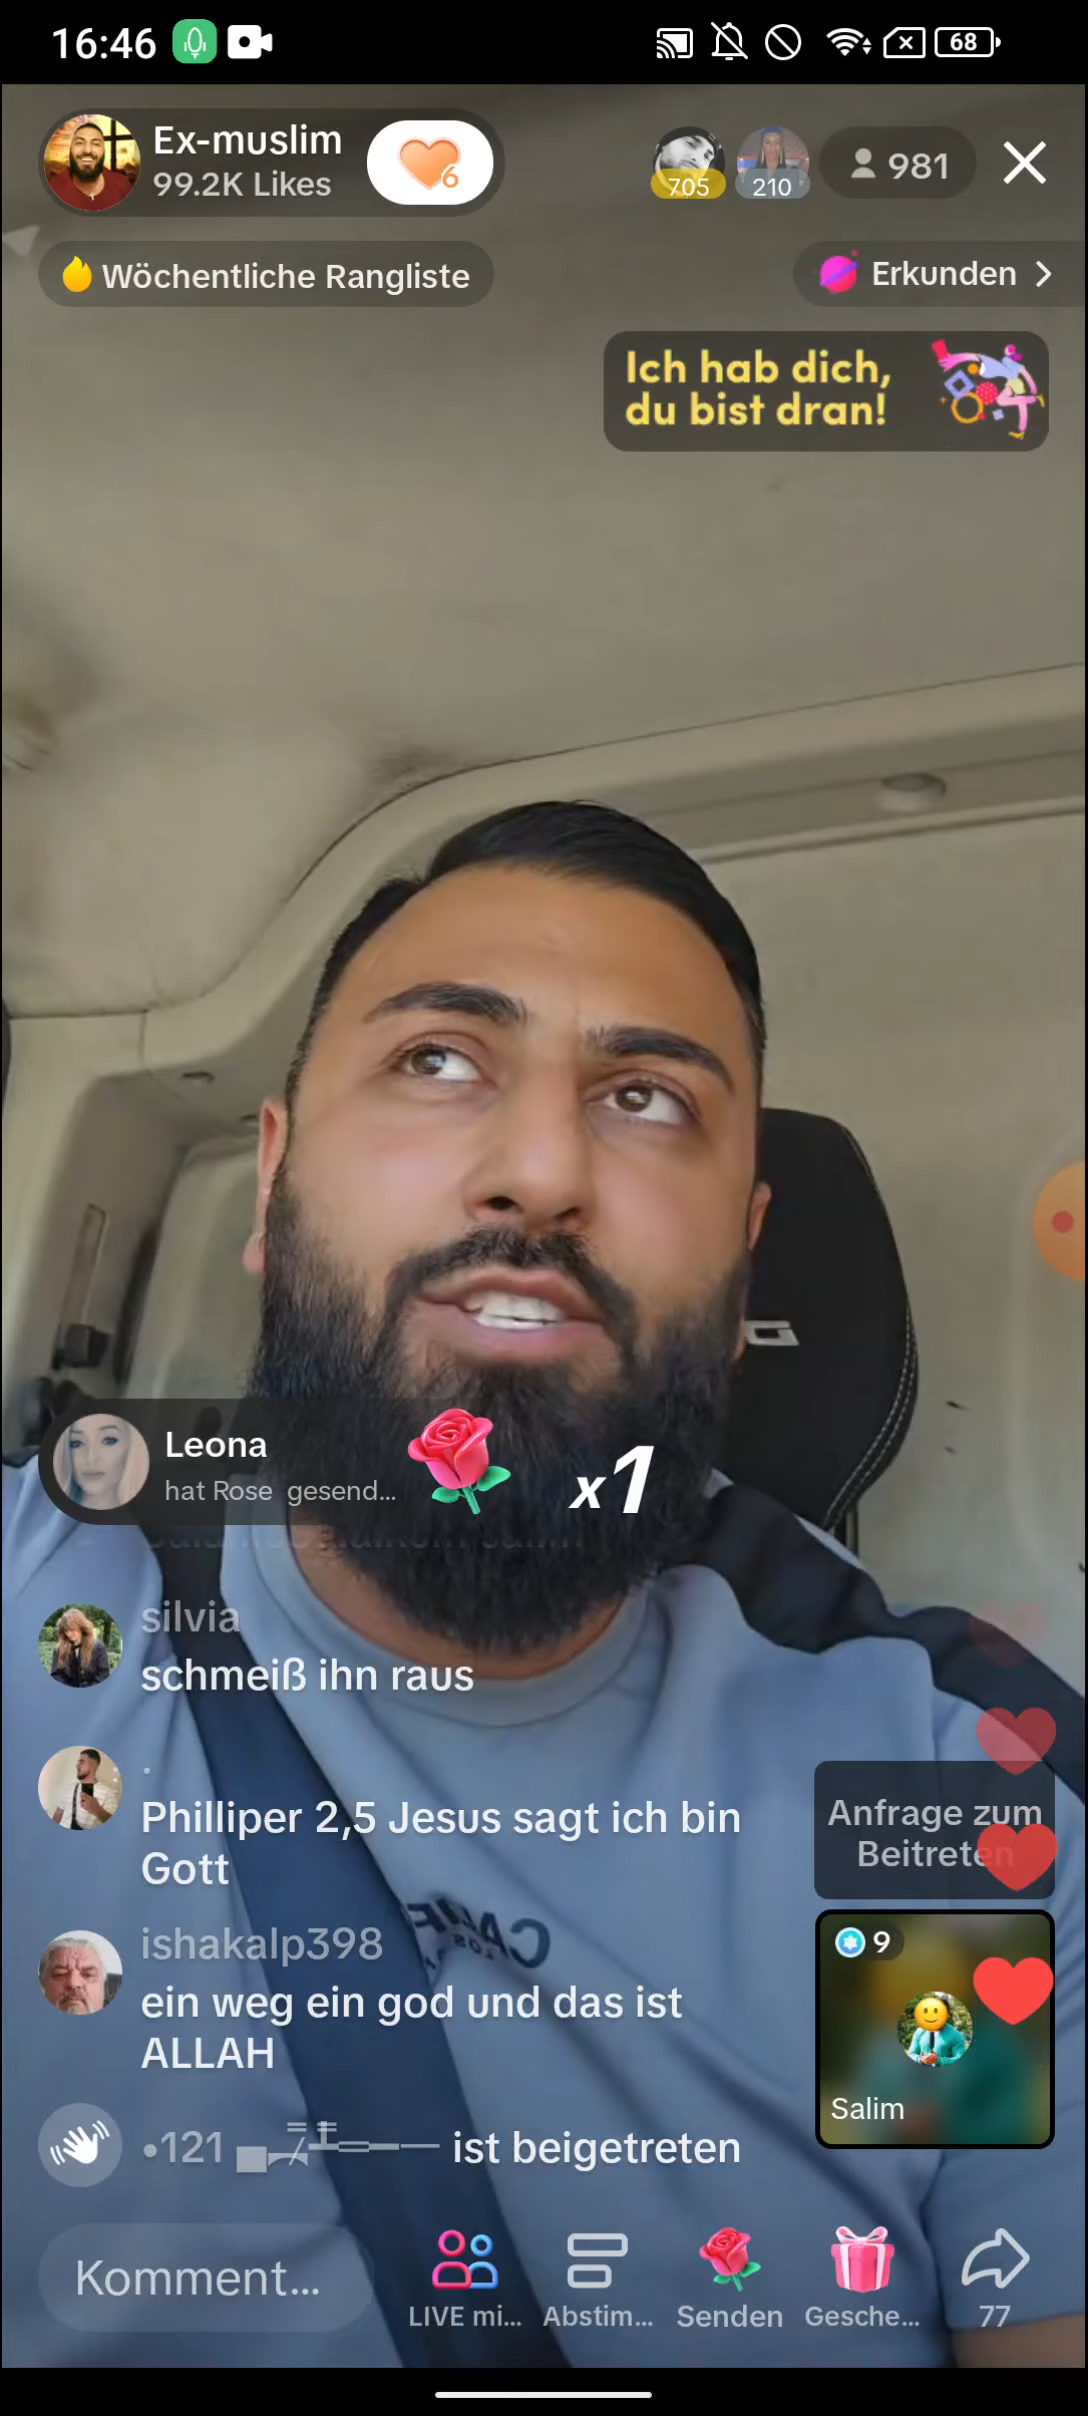 16:46
68
Ex-muslim
99.2K Likes
6
705
210
981
Wöchentliche Rangliste
Erkunden
Ich hab dich,
du bist dran!
G
Leona
hat Rose gesend...
x1
silvia
schmeiß ihn raus
.
Philliper 2,5 Jesus sagt ich bin
Gott
Anfrage zum
Beitreten
ishakalp398
ein weg ein god und das ist
ALLAH
9
Salim
•121 ist beigetreten
Komment...
LIVE mi...
Abstim...
Senden
Gesche...
77